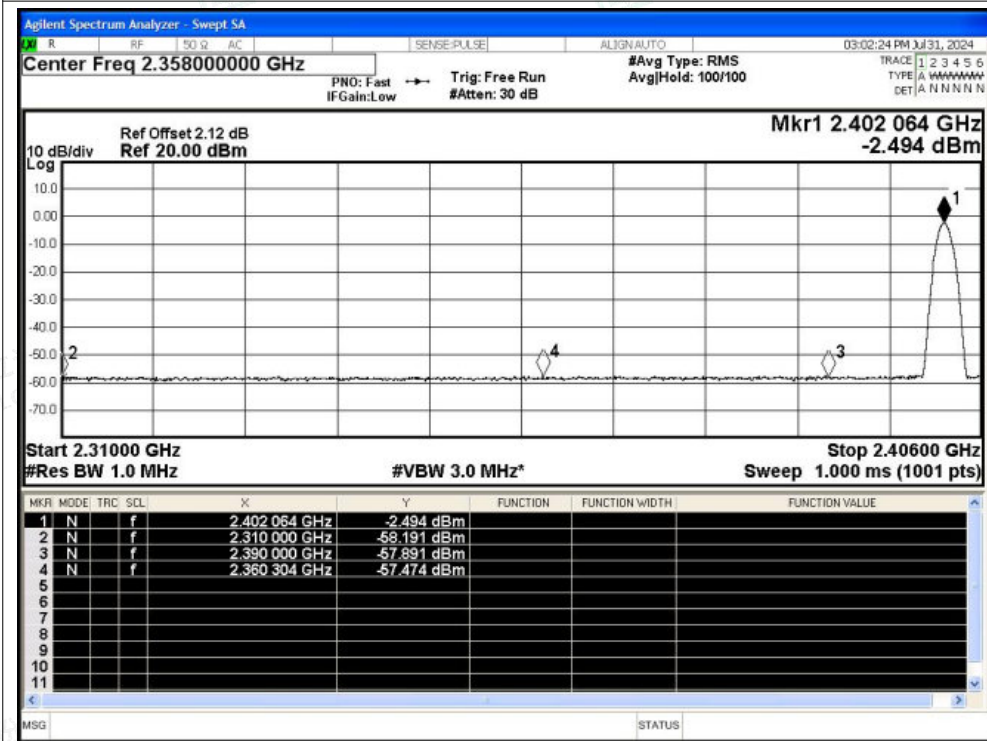 Agilent Spectrum Analyzer - Swept SA
LXI R RF 50 Ω AC SENSE:PULSE ALIGN AUTO 03:02:24 PM Jul 31, 2024
Center Freq 2.358000000 GHz #Avg Type: RMS TRACE 1 2 3 4 5 6
PNO: Fast Trig: Free Run Avg|Hold: 100/100 TYPE A WWWWW
IFGain:Low #Atten: 30 dB DET A N N N N N
Mkr1 2.402 064 GHz
Ref Offset 2.12 dB
10 dB/div Ref 20.00 dBm -2.494 dBm
Log
10.0
1
0.00
-10.0
-20.0
-30.0
-40.0
-50.0 2 4 3
-60.0
-70.0
Start 2.31000 GHz Stop 2.40600 GHz
#Res BW 1.0 MHz #VBW 3.0 MHz* Sweep 1.000 ms (1001 pts)
MKR MODE TRC SCL X Y FUNCTION FUNCTION WIDTH FUNCTION VALUE
1 N f 2.402 064 GHz -2.494 dBm
2 N f 2.310 000 GHz -58.191 dBm
3 N f 2.390 000 GHz -57.891 dBm
4 N f 2.360 304 GHz -57.474 dBm
5
6
7
8
9
10
11
MSG STATUS